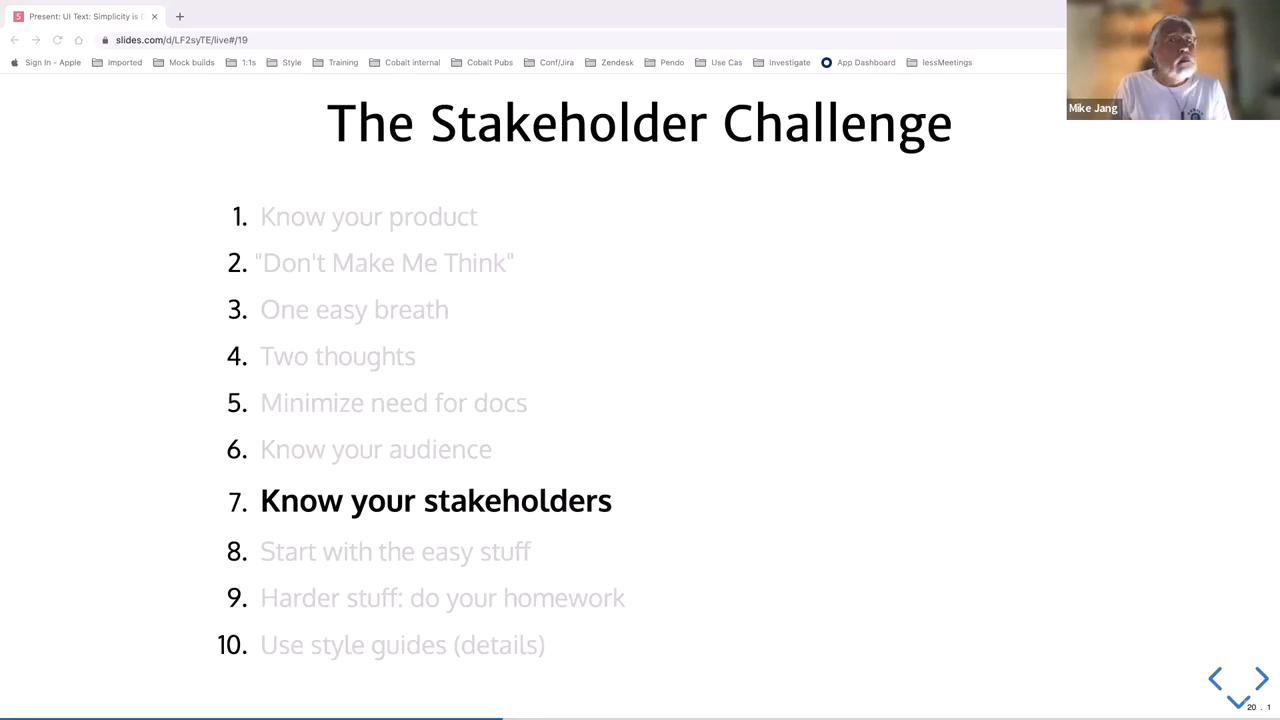 S Present: UI Text: Simplicity is
slides.com/d/LF2syTE/live#/19
Sign In - Apple Imported Mock builds 1:1s Style Training Cobalt internal Cobalt Pubs Conf/Jira Zendesk Pendo Use Cas Investigate App Dashboard lessMeetings
Mike Jang
The Stakeholder Challenge
1. Know your product
2. "Don't Make Me Think"
3. One easy breath
4. Two thoughts
5. Minimize need for docs
6. Know your audience
7. Know your stakeholders
8. Start with the easy stuff
9. Harder stuff: do your homework
10. Use style guides (details)
20 . 1